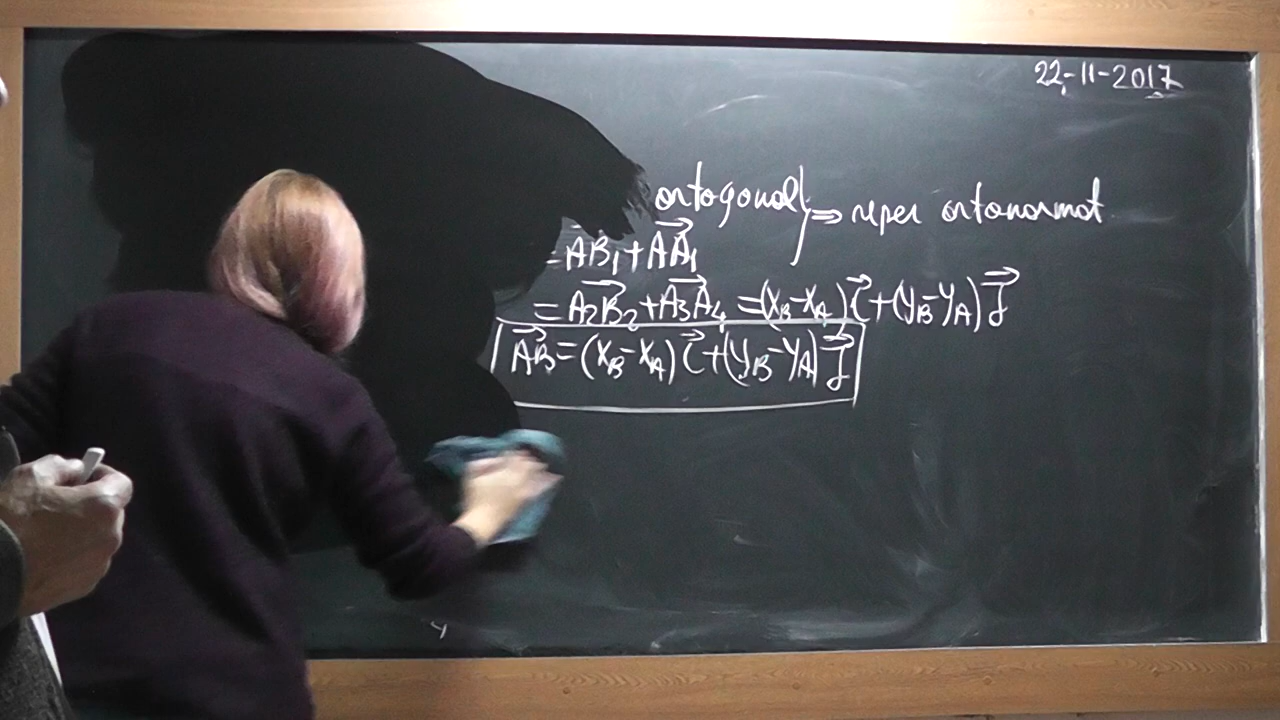 22-11-2017
ortogonal} ⇒ reper ortonormat
= AB₁ + AA₁
= A₂B₂ + A₃A₄ = (x_B - x_A) i + (y_B - y_A) j
AB = (x_B - x_A) i + (y_B - y_A) j